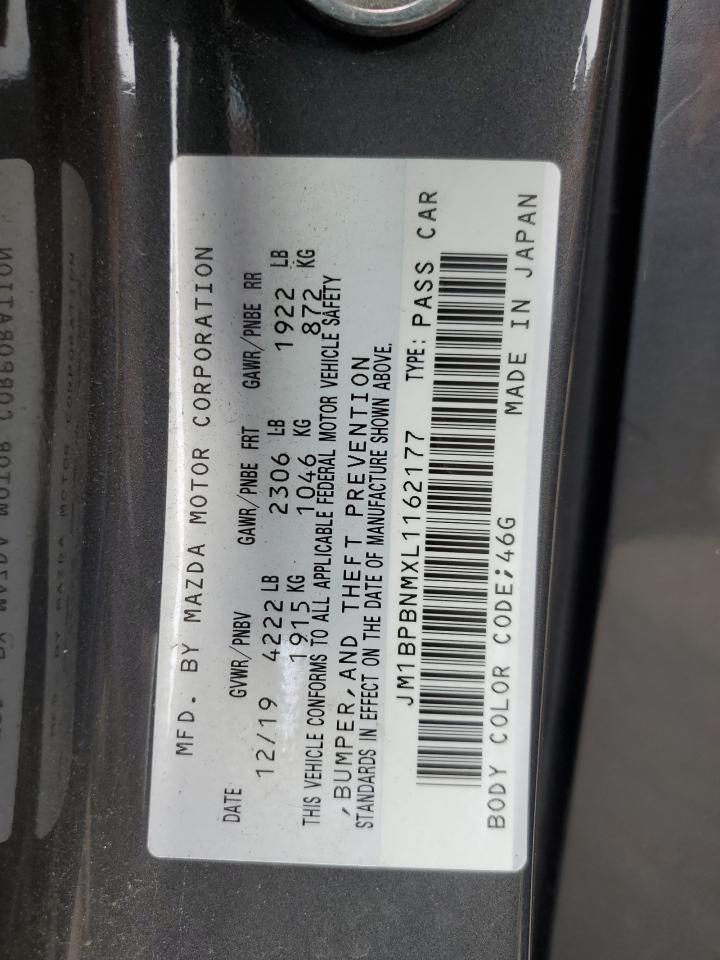 MFD. BY MAZDA MOTOR CORPORATION
DATE GVWR/PNBV GAWR/PNBE FRT GAWR/PNBE RR
12/19 4222 LB 2306 LB 1922 LB
1915 KG 1046 KG 872 KG
THIS VEHICLE CONFORMS TO ALL APPLICABLE FEDERAL MOTOR VEHICLE SAFETY
,BUMPER,AND THEFT PREVENTION
STANDARDS IN EFFECT ON THE DATE OF MANUFACTURE SHOWN ABOVE.
JM1BPBNMXL1162177 TYPE: PASS CAR
BODY COLOR CODE;46G MADE IN JAPAN